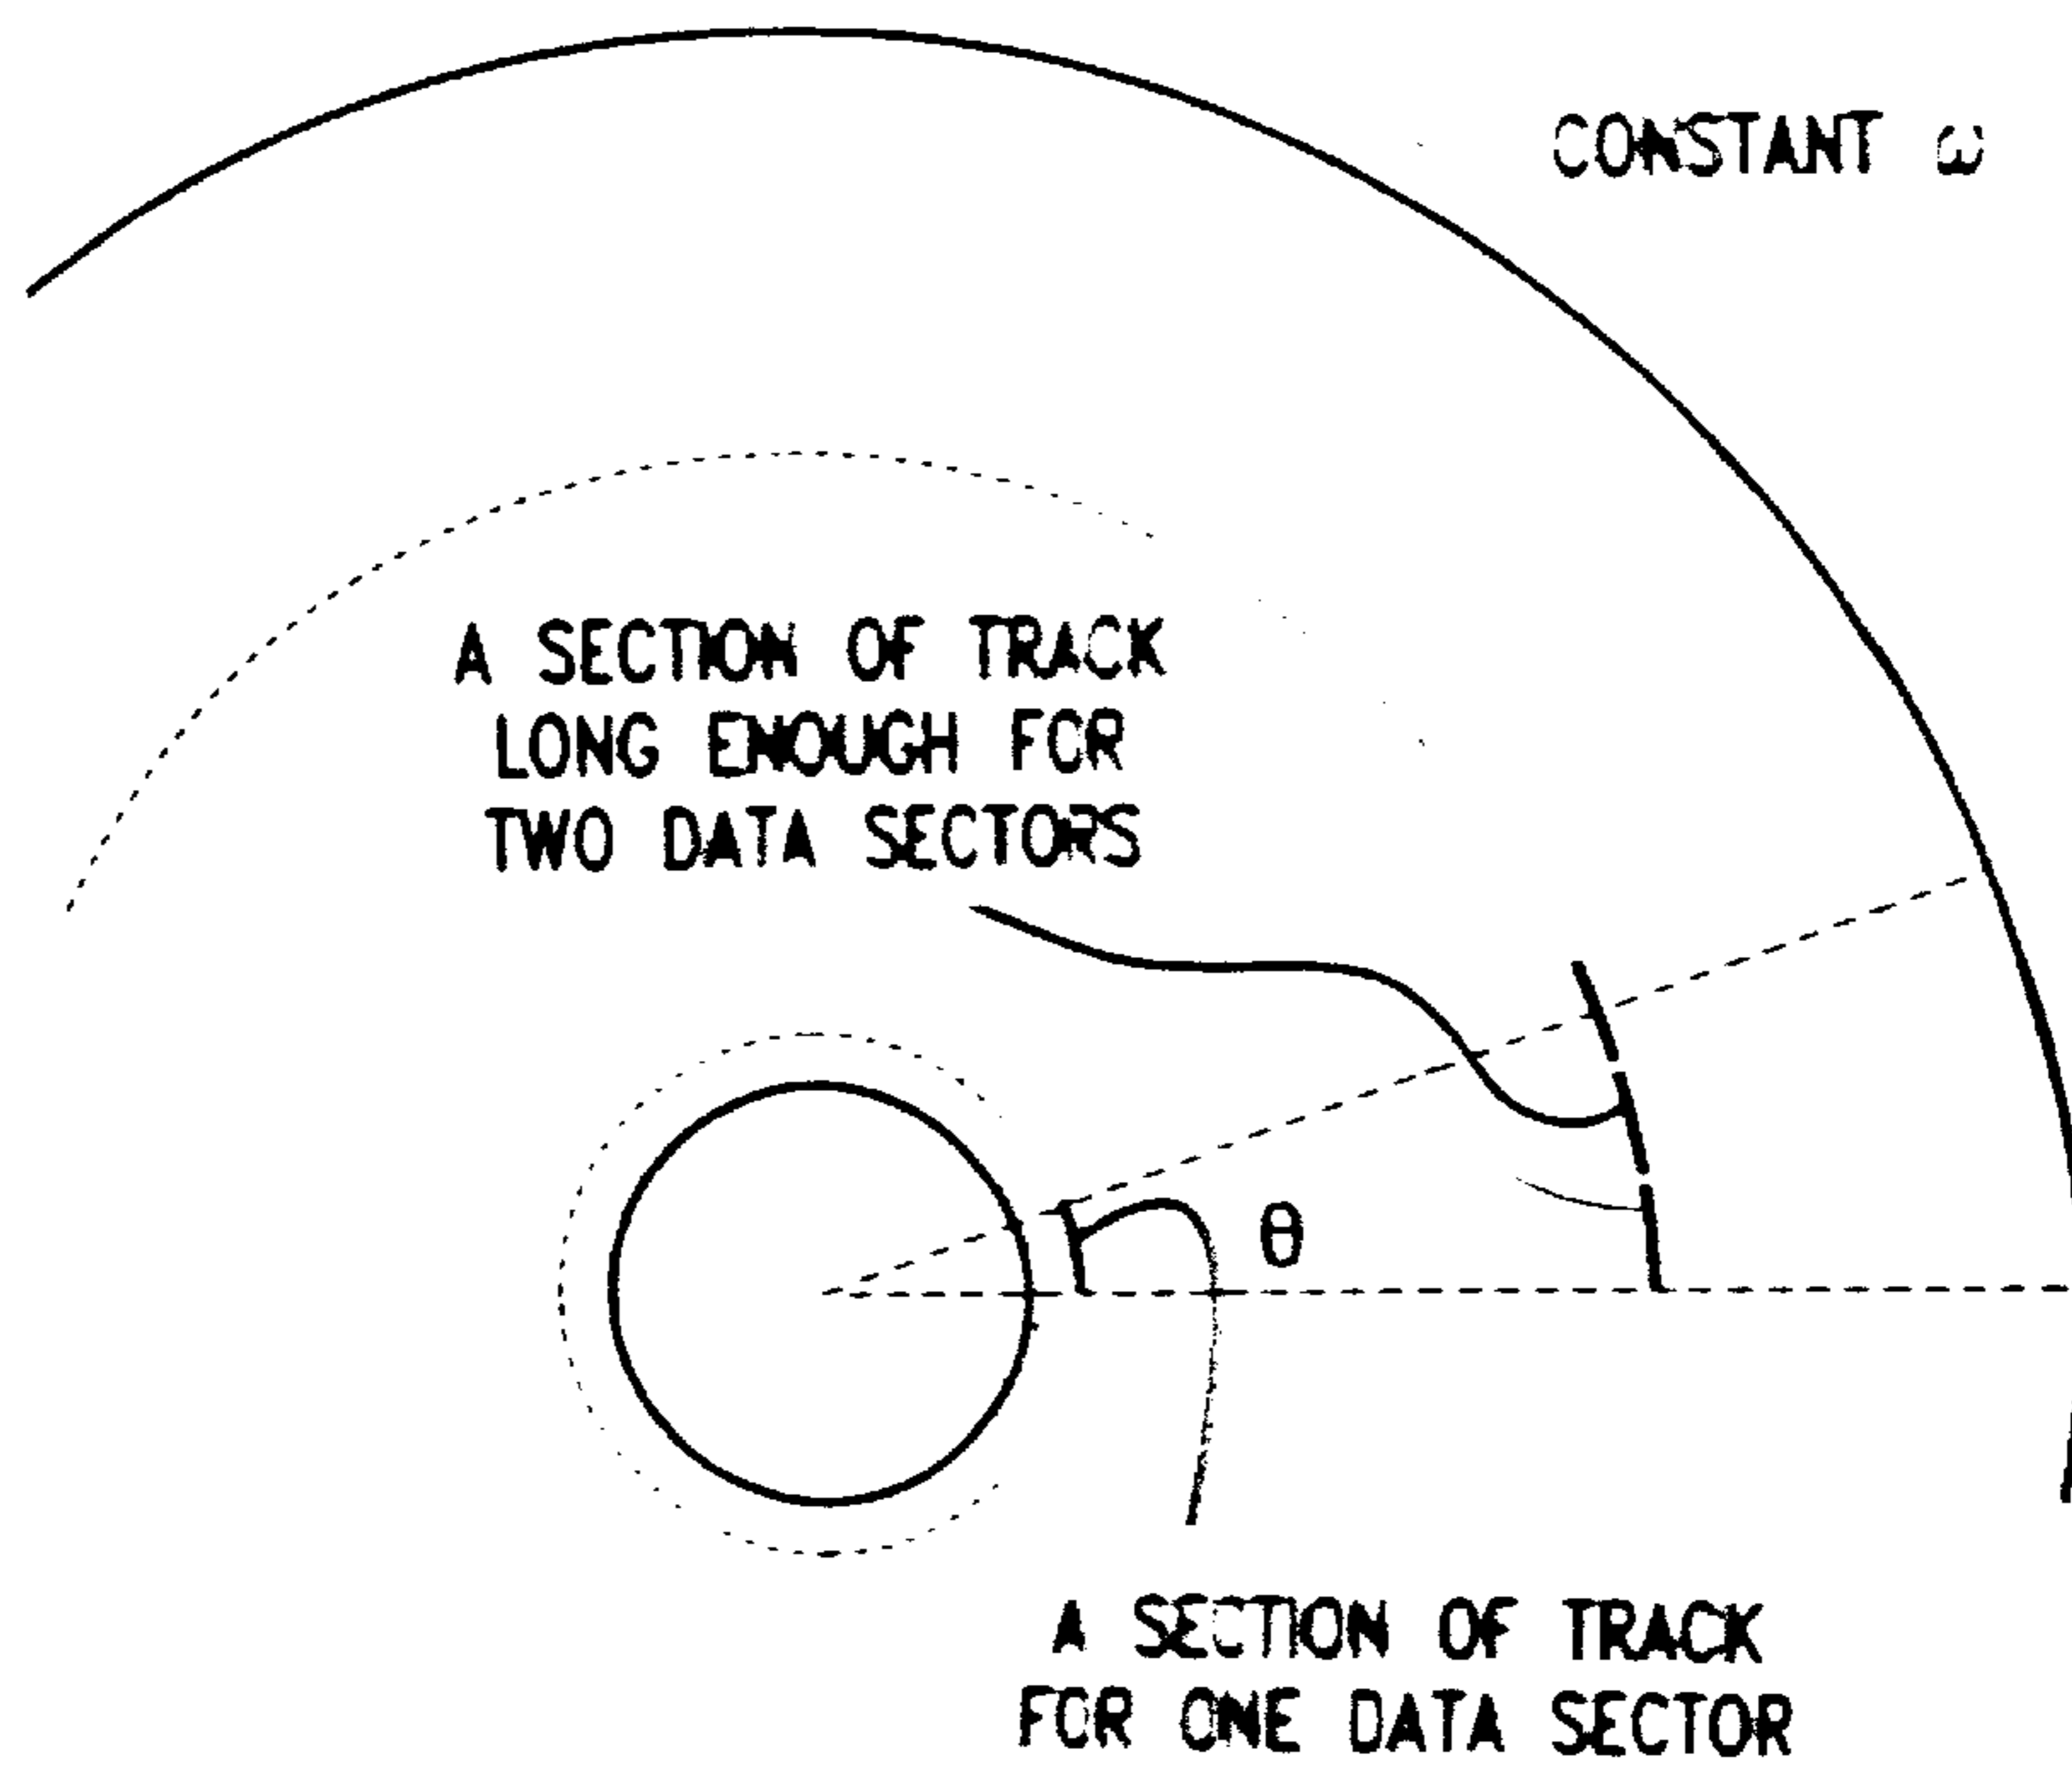 CONSTANT ω
A SECTION OF TRACK
LONG ENOUGH FOR
TWO DATA SECTORS
θ
A SECTION OF TRACK
FOR ONE DATA SECTOR